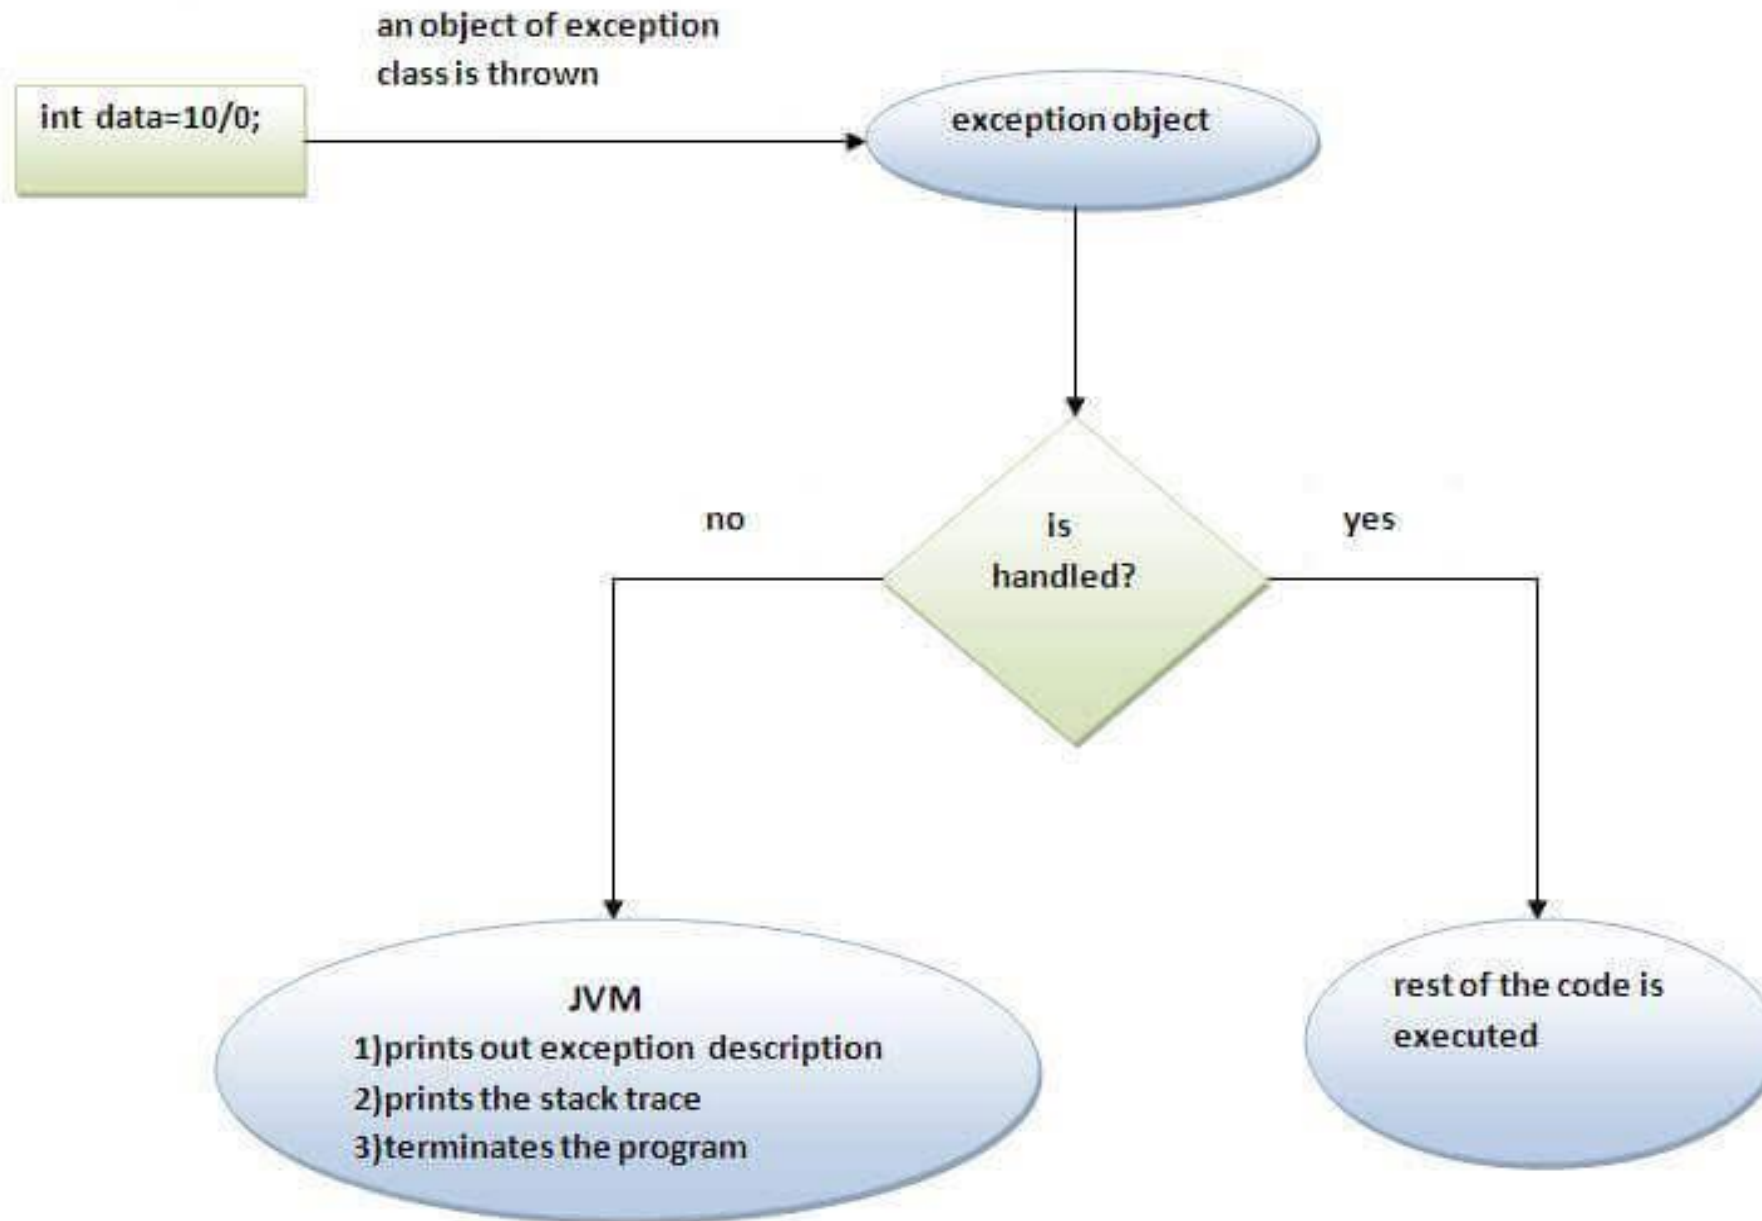 an object of exception
class is thrown
int data=10/0;
exception object
no
is
handled?
yes
JVM
1)prints out exception description
2)prints the stack trace
3)terminates the program
rest of the code is
executed